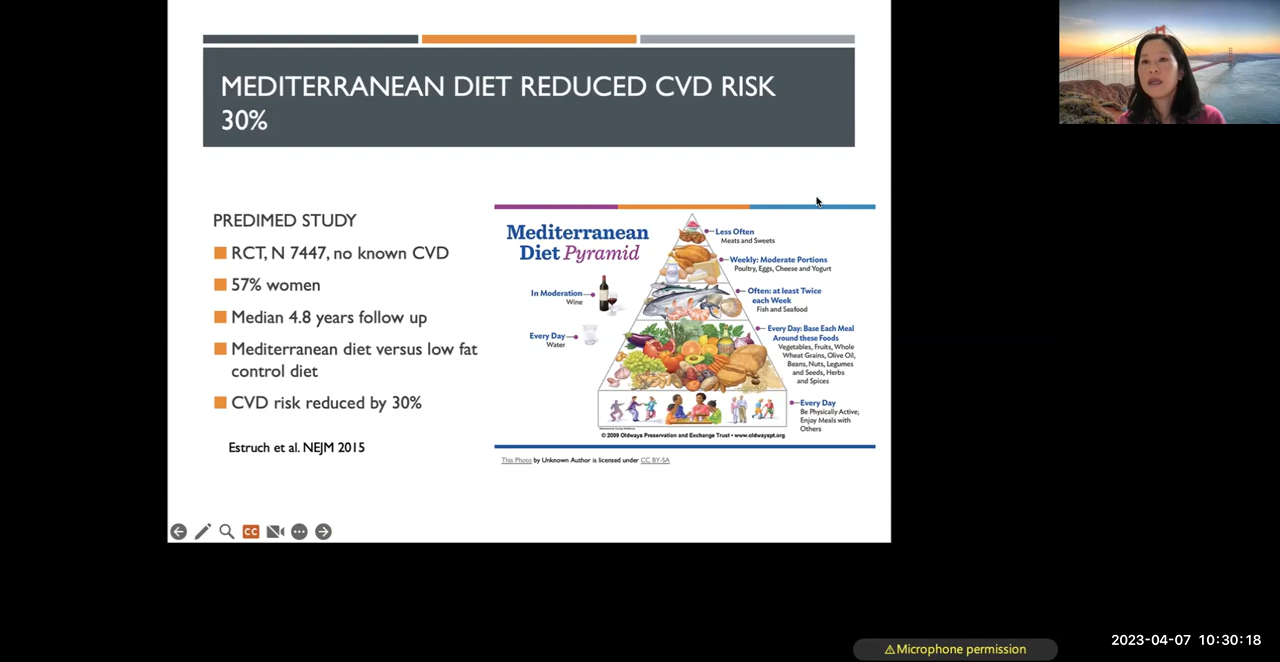 MEDITERRANEAN DIET REDUCED CVD RISK
30%
PREDIMED STUDY
RCT, N 7447, no known CVD
57% women
Median 4.8 years follow up
Mediterranean diet versus low fat
control diet
CVD risk reduced by 30%
Estruch et al. NEJM 2015
Mediterranean
Diet Pyramid
Less Often
Meats and Sweets
Weekly: Moderate Portions
Poultry, Eggs, Cheese and Yogurt
In Moderation
Wine
Often: at least Twice
each Week
Fish and Seafood
Every Day
Water
Every Day: Base Each Meal
Around these Foods
Vegetables, Fruits, Whole
Wheat Grains, Olive Oil,
Beans, Nuts, Legumes
and Seeds, Herbs
and Spices
Every Day
Be Physically Active;
Enjoy Meals with
Others
© 2009 Oldways Preservation and Exchange Trust • www.oldwayspt.org
This Photo by Unknown Author is licensed under CC BY-SA
CC
2023-04-07 10:30:18
⚠Microphone permission